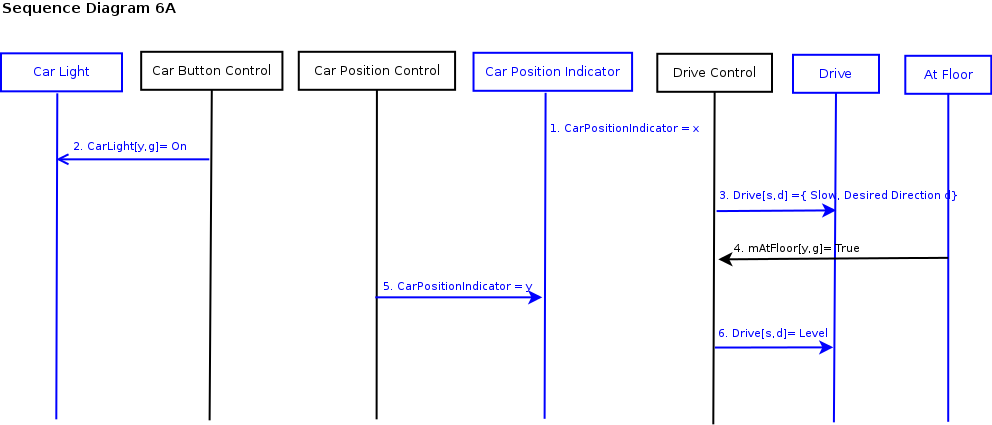 Sequence Diagram 6A
Car Light
Car Button Control
Car Position Control
Car Position Indicator
Drive Control
Drive
At Floor
1. CarPositionIndicator = x
2. CarLight[y,g]= On
3. Drive[s,d] ={ Slow, Desired Direction d}
4. mAtFloor[y,g]= True
5. CarPositionIndicator = y
6. Drive[s,d]= Level